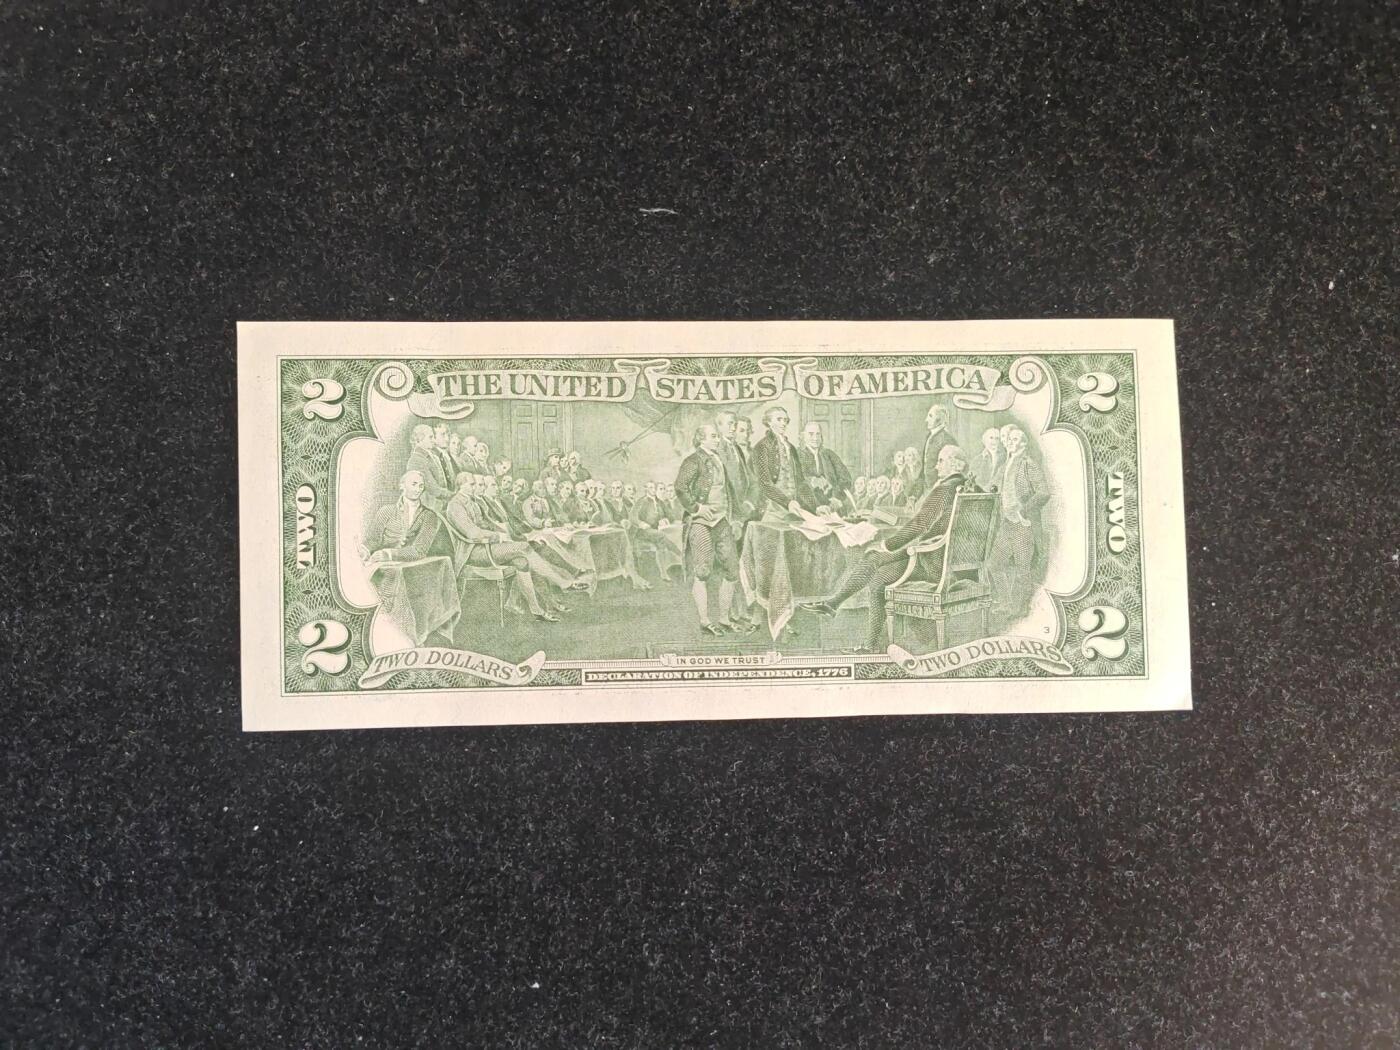 2 THE UNITED STATES OF AMERICA 2
TWO
TWO
3
2 TWO DOLLARS IN GOD WE TRUST TWO DOLLARS 2
DECLARATION OF INDEPENDENCE, 1776